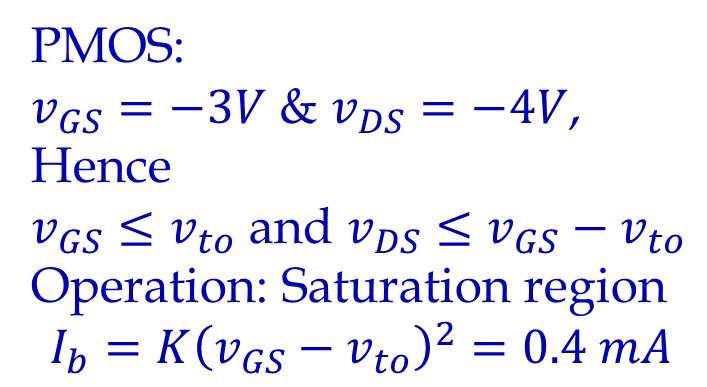 PMOS:
v_{GS} = −3V & v_{DS} = −4V,
Hence
v_{GS} ≤ v_{to} and v_{DS} ≤ v_{GS} − v_{to}
Operation: Saturation region
I_b = K(v_{GS} − v_{to})^2 = 0.4 mA